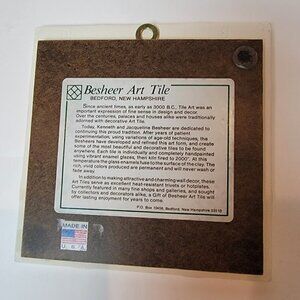 Besheer Art Tile
BEDFORD, NEW HAMPSHIRE
Since ancient times, as early as 3000 B.C., Tile Art was an
important expression of fine sense in design and decor.
Over the centuries, palaces and houses alike were traditionally
adorned with decorative Art Tile.
Today, Kenneth and Jacqueline Besheer are dedicated to
continuing this proud tradition. After years of patient
experimentation, using variations of age-old techniques, the
Besheers have developed and refined this art form, and create
some of the most beautiful and decorative tiles to be found
anywhere. Each tile is individually and completely handpainted
using vibrant enamel glazes, then kiln fired to 2000°. At this
temperature the glaze enamels fuse to the surface of the clay. The
rich, vivid colors produced are permanent and will never wash or
fade away.
In addition to making attractive and charming wall decor, these
Art Tiles serve as excellent heat-resistant trivets or hotplates.
Currently featured in many fine shops and galleries, and sought
by collectors and decorators alike, a Gift of Besheer Art Tile will
offer lasting enjoyment for years to come.
P.O. Box 10456, Bedford, New Hampshire 03110
MADE IN
U.S.A.